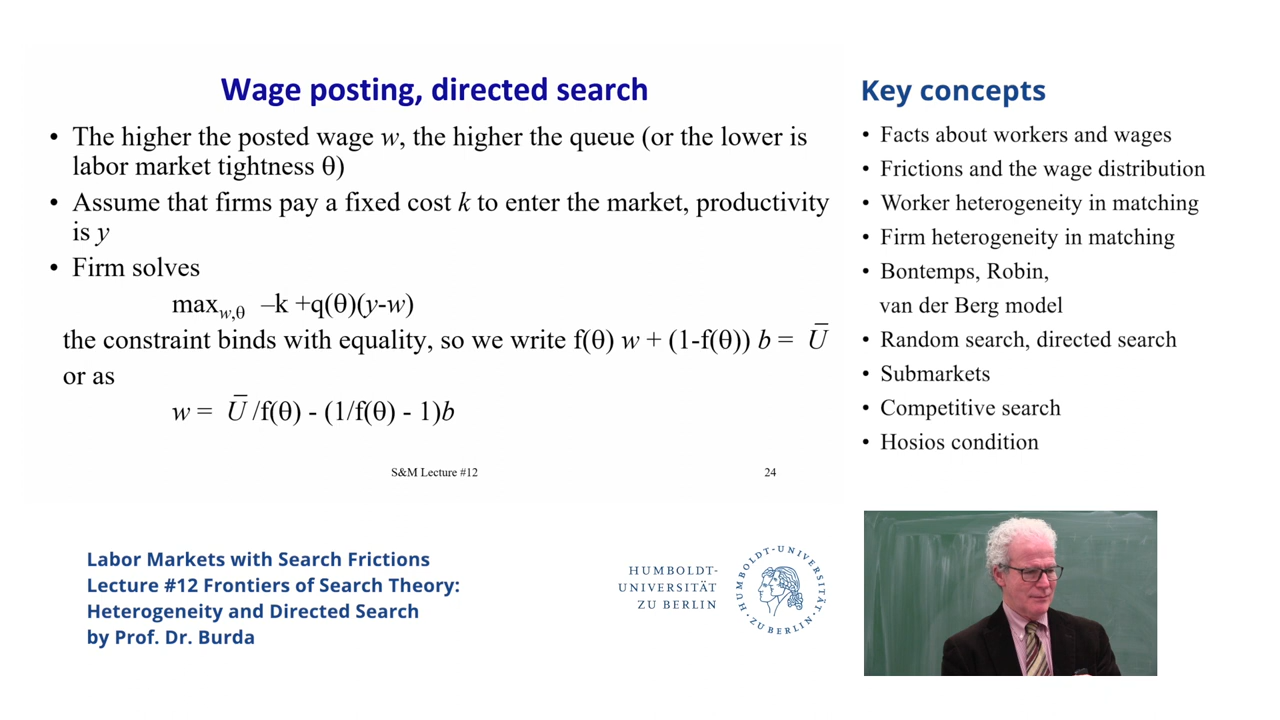 Wage posting, directed search
• The higher the posted wage w, the higher the queue (or the lower is
labor market tightness θ)
• Assume that firms pay a fixed cost k to enter the market, productivity
is y
• Firm solves
max_{w,θ} –k +q(θ)(y-w)
the constraint binds with equality, so we write f(θ) w + (1-f(θ)) b = U̅
or as
w = U̅ /f(θ) - (1/f(θ) - 1)b
S&M Lecture #12
24
Key concepts
• Facts about workers and wages
• Frictions and the wage distribution
• Worker heterogeneity in matching
• Firm heterogeneity in matching
• Bontemps, Robin,
van der Berg model
• Random search, directed search
• Submarkets
• Competitive search
• Hosios condition
Labor Markets with Search Frictions
Lecture #12 Frontiers of Search Theory:
Heterogeneity and Directed Search
by Prof. Dr. Burda
HUMBOLDT-
UNIVERSITÄT
ZU BERLIN
HUMBOLDT-UNIVERSITÄT
·ZU BERLIN·